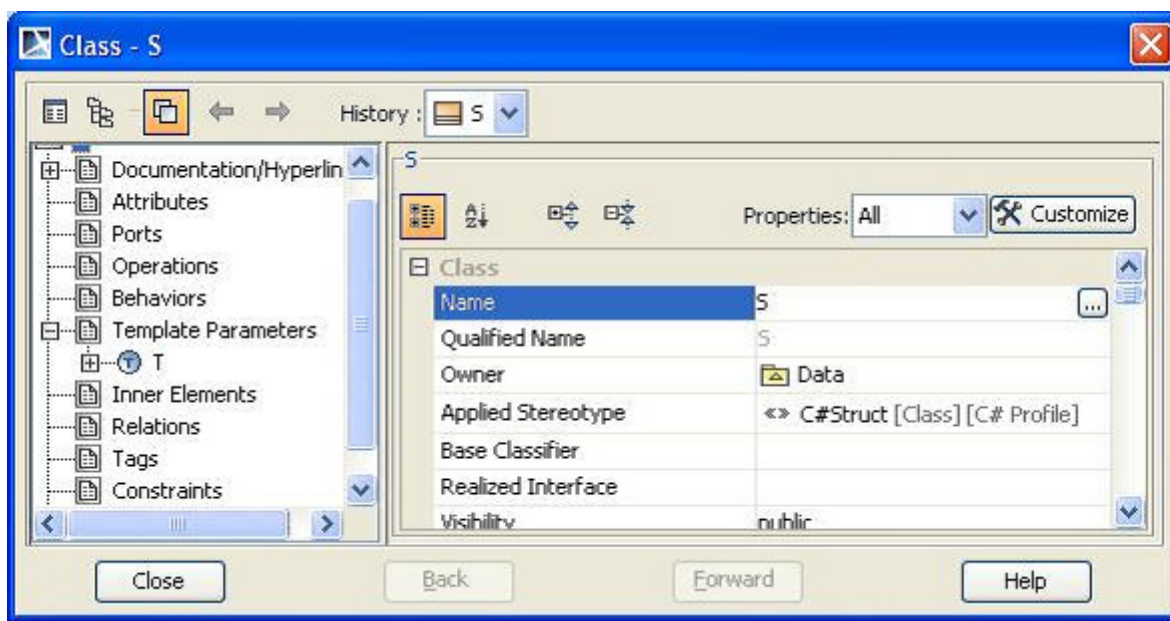 Class - S
History : S
Documentation/Hyperlin
Attributes
Ports
Operations
Behaviors
Template Parameters
T
Inner Elements
Relations
Tags
Constraints
S
Properties: All Customize
Class
Name S ...
Qualified Name S
Owner Data
Applied Stereotype «» C#Struct [Class] [C# Profile]
Base Classifier
Realized Interface
Visibility public
Close Back Forward Help